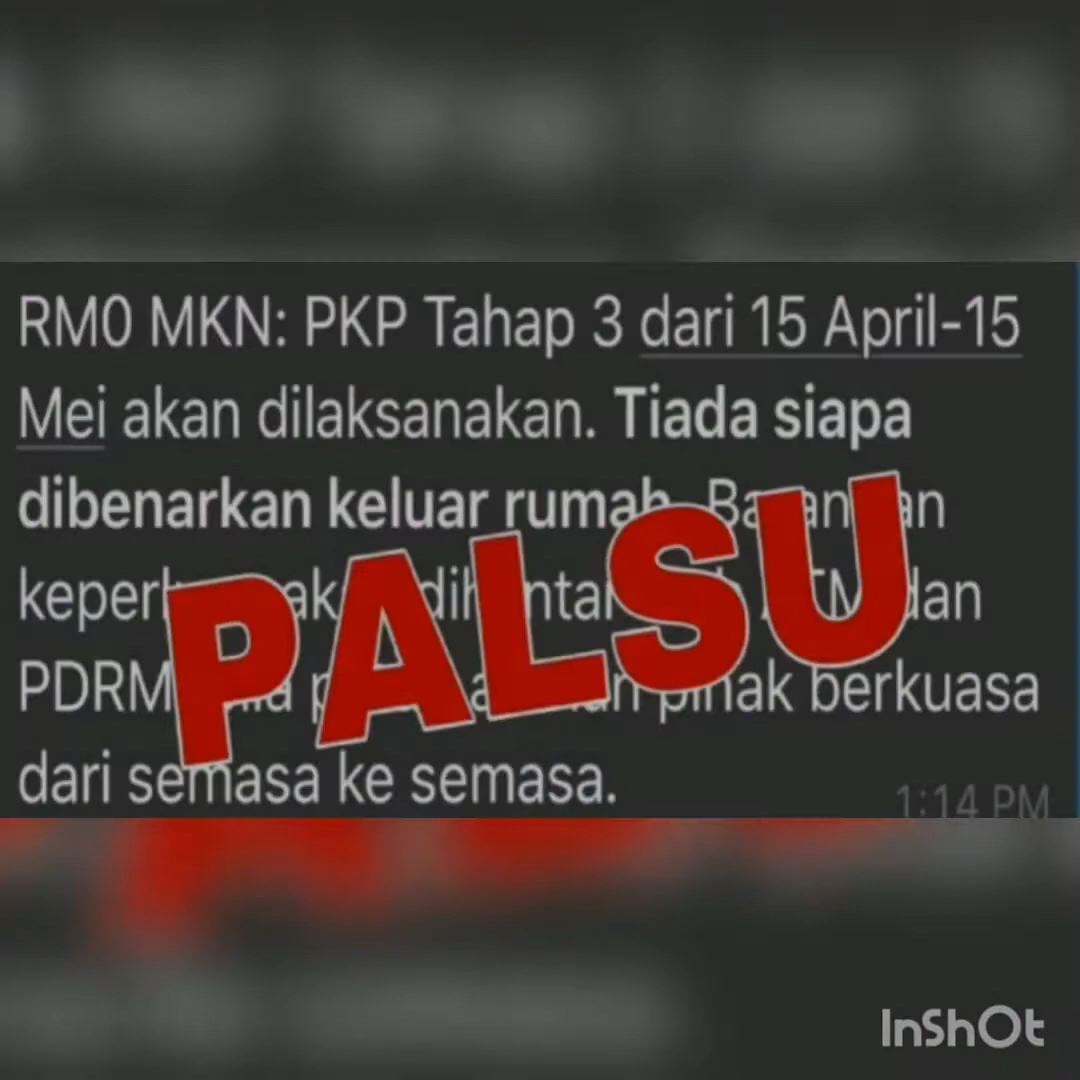 RM0 MKN: PKP Tahap 3 dari 15 April-15
Mei akan dilaksanakan. Tiada siapa
dibenarkan keluar rumah.
dan
PDRM berkuasa
dari semasa ke semasa.
1:14 PM
PALSU
InShOt